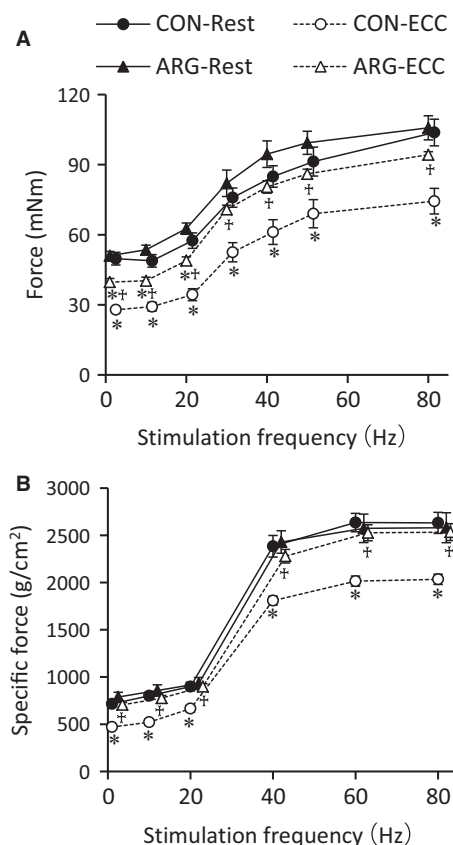 CON-Rest CON-ECC
A ARG-Rest ARG-ECC
120
90
60
30
0
Force (mNm)
*† *† *† † † † †
* * * * * * *
0 20 40 60 80
Stimulation frequency (Hz)
B
3000
2500
2000
1500
1000
500
0
Specific force (g/cm²)
† † † † † †
* * * * * *
0 20 40 60 80
Stimulation frequency (Hz)